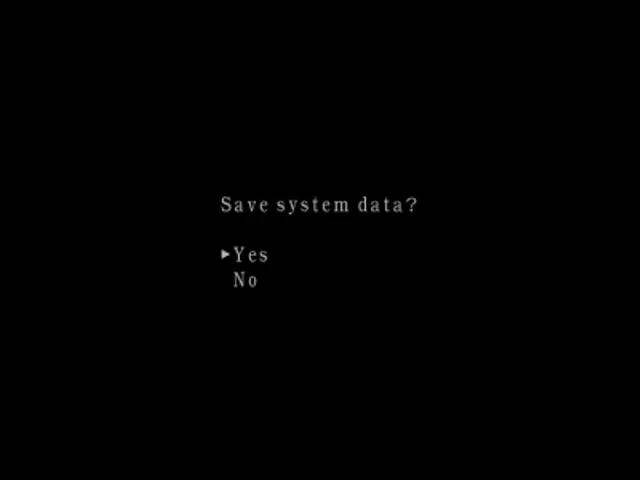 Save system data?
▶Yes
No